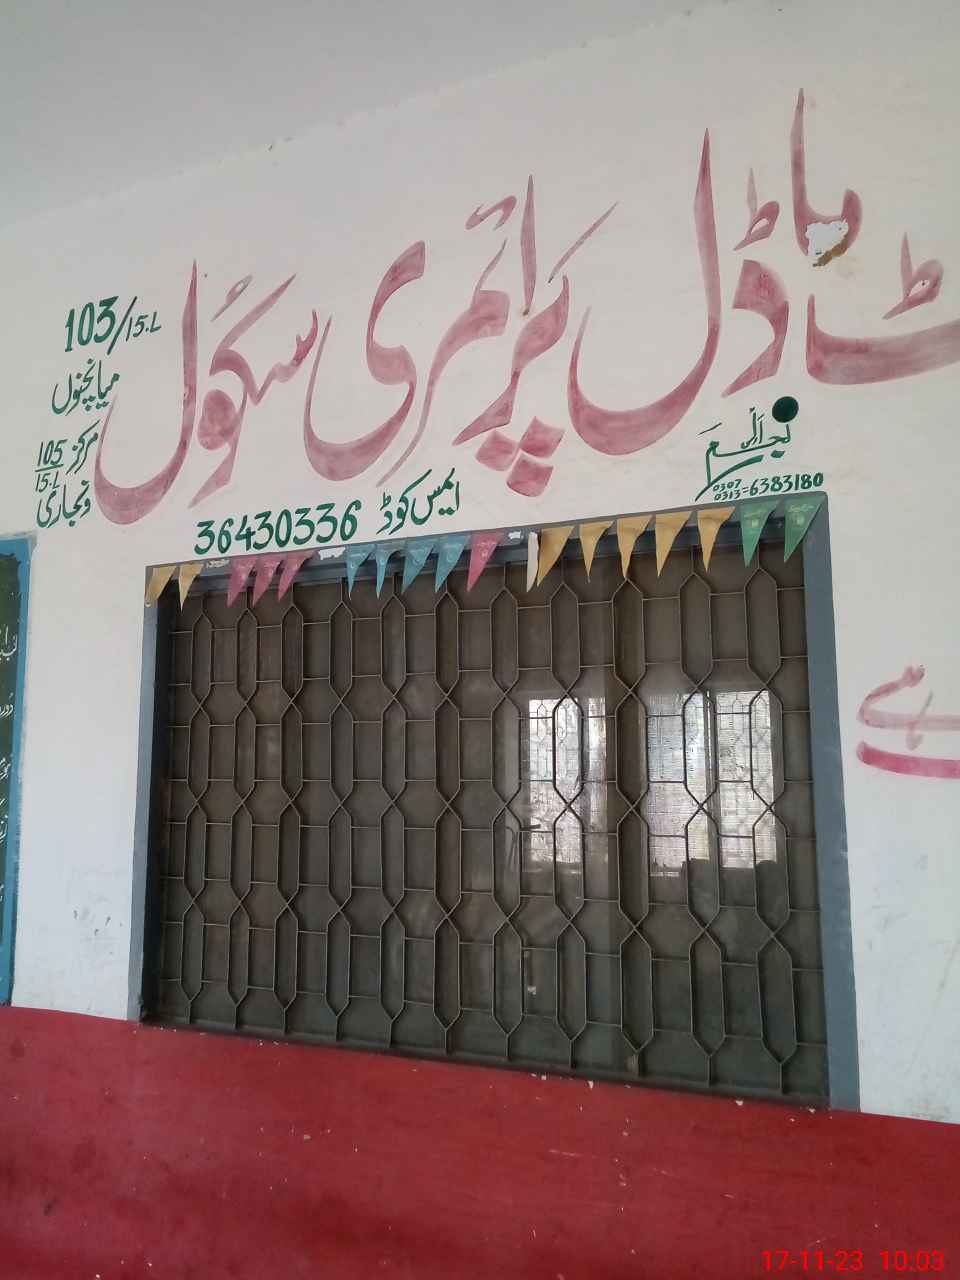 ماڈل پرائمری سکول
103/15.L
میانچنوں
مرکز 105/15.L
ونجاری
ایمس کوڈ 36430336
0307
0313=6383180
ہے
17-11-23 10:03